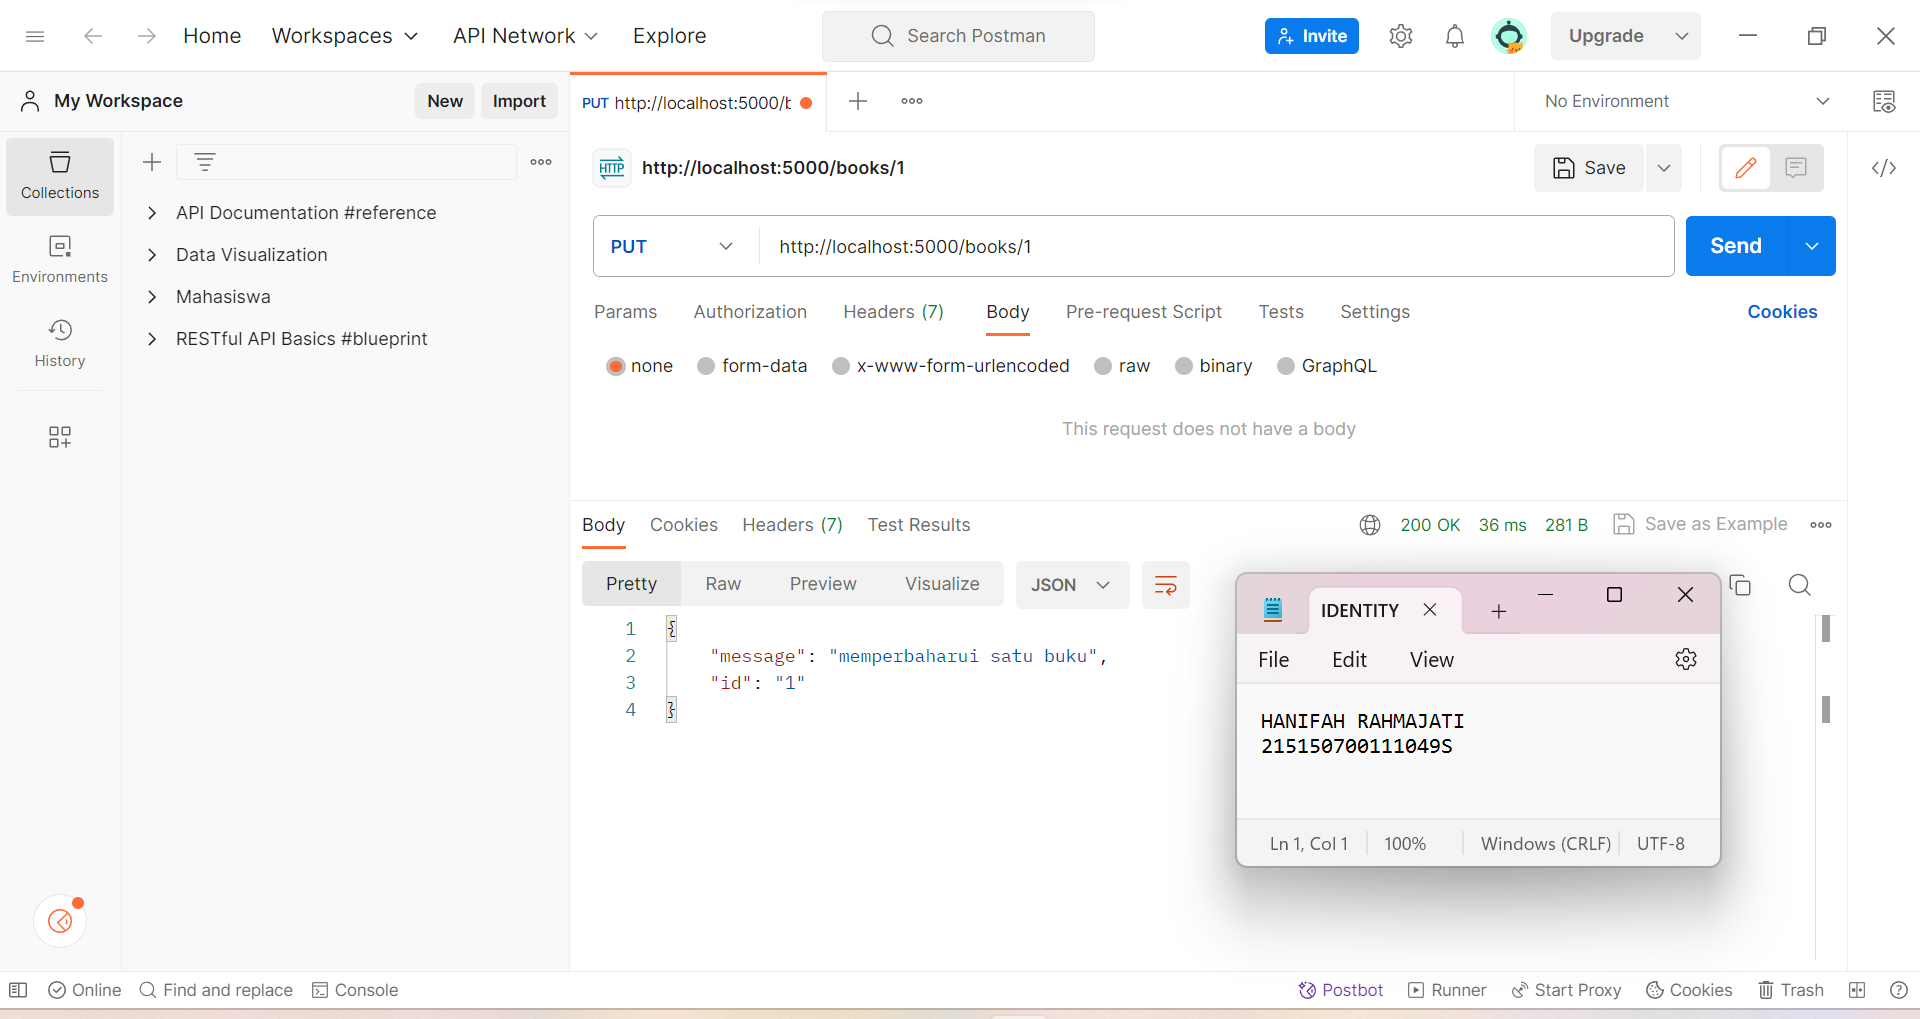 Home
Workspaces
API Network
Explore
Search Postman
Invite
Upgrade
My Workspace
New
Import
PUT http://localhost:5000/b
No Environment
Collections
Environments
History
API Documentation #reference
Data Visualization
Mahasiswa
RESTful API Basics #blueprint
HTTP
http://localhost:5000/books/1
Save
PUT
http://localhost:5000/books/1
Send
Params
Authorization
Headers (7)
Body
Pre-request Script
Tests
Settings
Cookies
none
form-data
x-www-form-urlencoded
raw
binary
GraphQL
This request does not have a body
Body
Cookies
Headers (7)
Test Results
200 OK
36 ms
281 B
Save as Example
Pretty
Raw
Preview
Visualize
JSON
1 {
2 "message": "memperbaharui satu buku",
3 "id": "1"
4 }
IDENTITY
File
Edit
View
HANIFAH RAHMAJATI
215150700111049S
Ln 1, Col 1
100%
Windows (CRLF)
UTF-8
Online
Find and replace
Console
Postbot
Runner
Start Proxy
Cookies
Trash